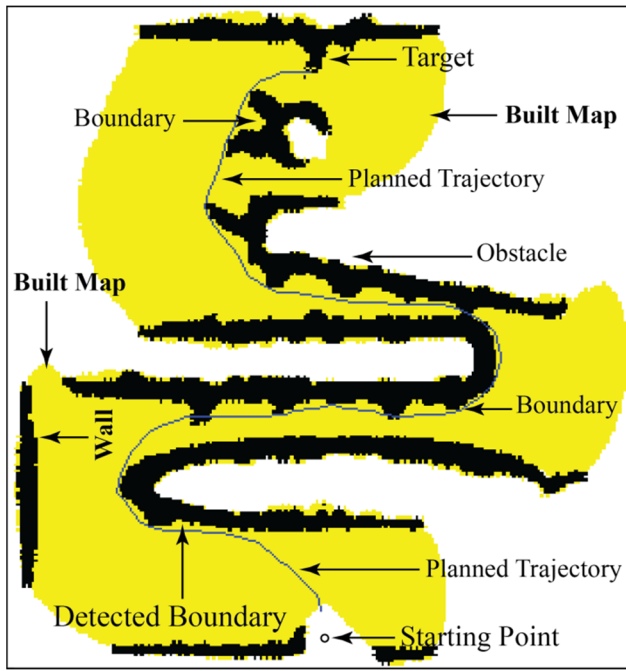 Target
Boundary
Built Map
Planned Trajectory
Obstacle
Built Map
Boundary
Wall
Planned Trajectory
Detected Boundary
Starting Point